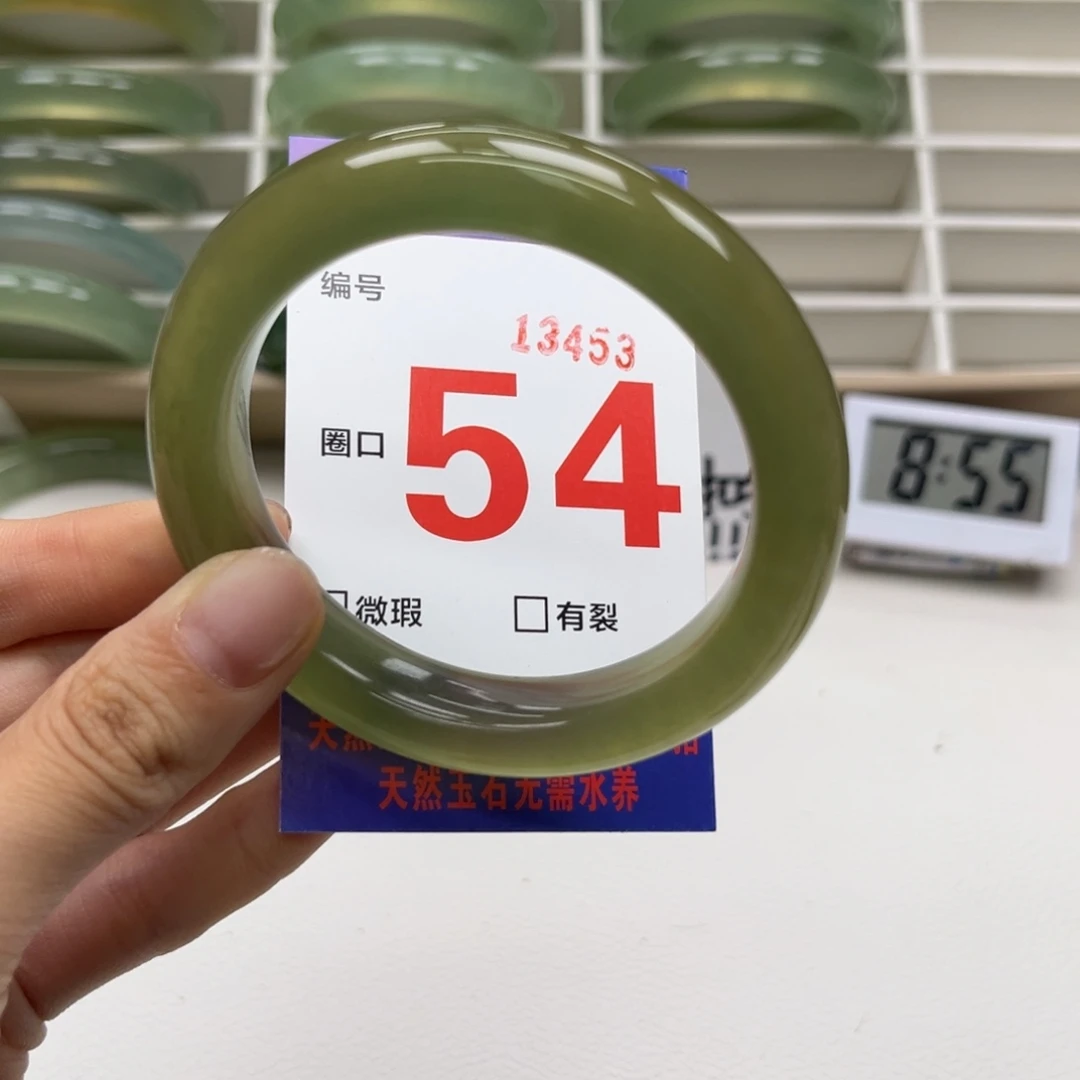 编号
13453
圈口 54
8:55
微瑕 有裂
天然玉石无需水养